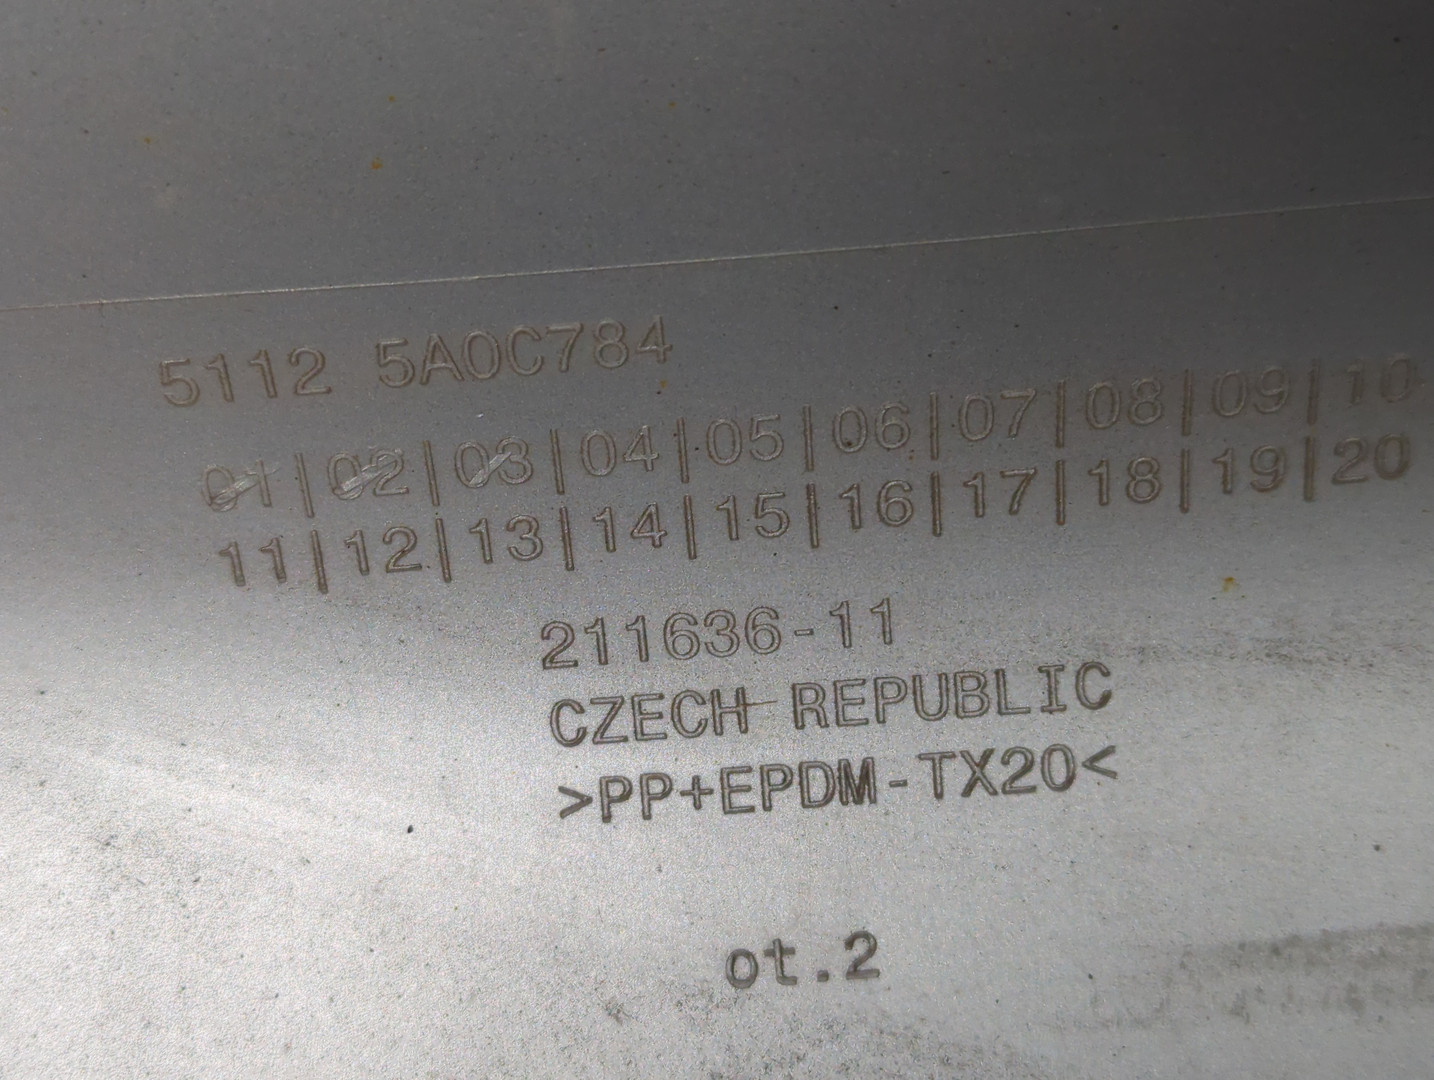 5112 5A0C784
01|02|03|04|05|06|07|08|09|10
11|12|13|14|15|16|17|18|19|20
211636-11
CZECH REPUBLIC
>PP+EPDM-TX20<
ot.2